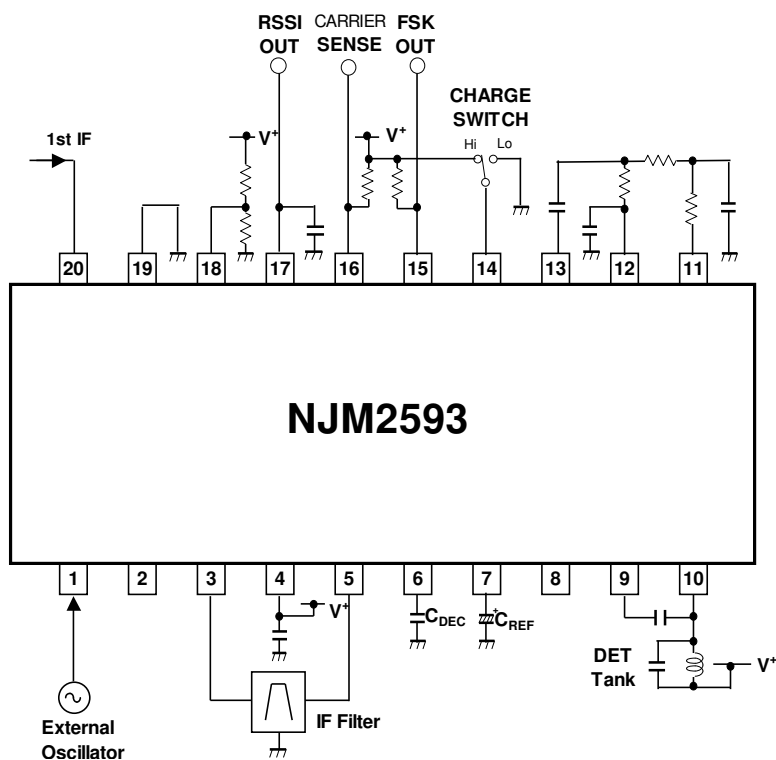 RSSI
OUT
CARRIER
SENSE
FSK
OUT
CHARGE
SWITCH
Hi
Lo
1st IF
V+
V+
20
19
18
17
16
15
14
13
12
11
NJM2593
1
2
3
4
5
6
7
8
9
10
V+
CDEC
+
CREF
DET
Tank
V+
IF Filter
External
Oscillator